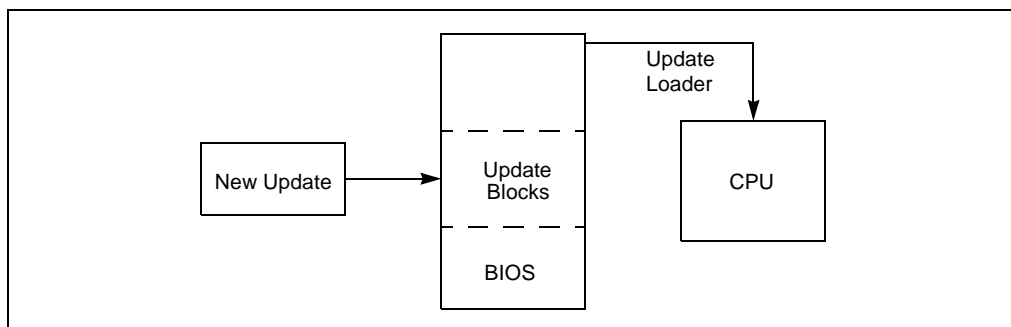 Update
Loader
New Update
Update
Blocks
CPU
BIOS